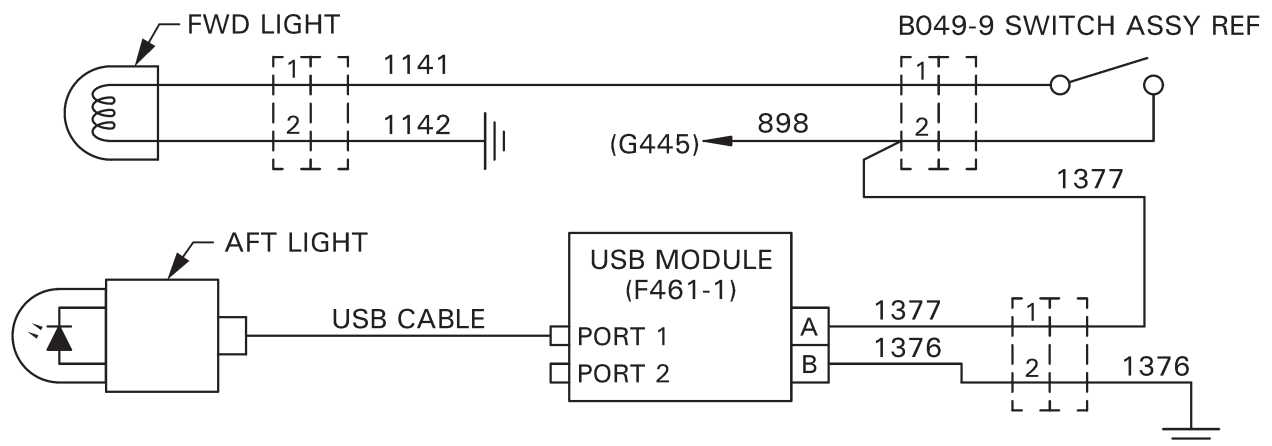 FWD LIGHT
B049-9 SWITCH ASSY REF
1 1141 1
2 1142 (G445) 898 2
1377
AFT LIGHT
USB MODULE
(F461-1)
USB CABLE
PORT 1 A 1377 1
PORT 2 B 1376 2 1376